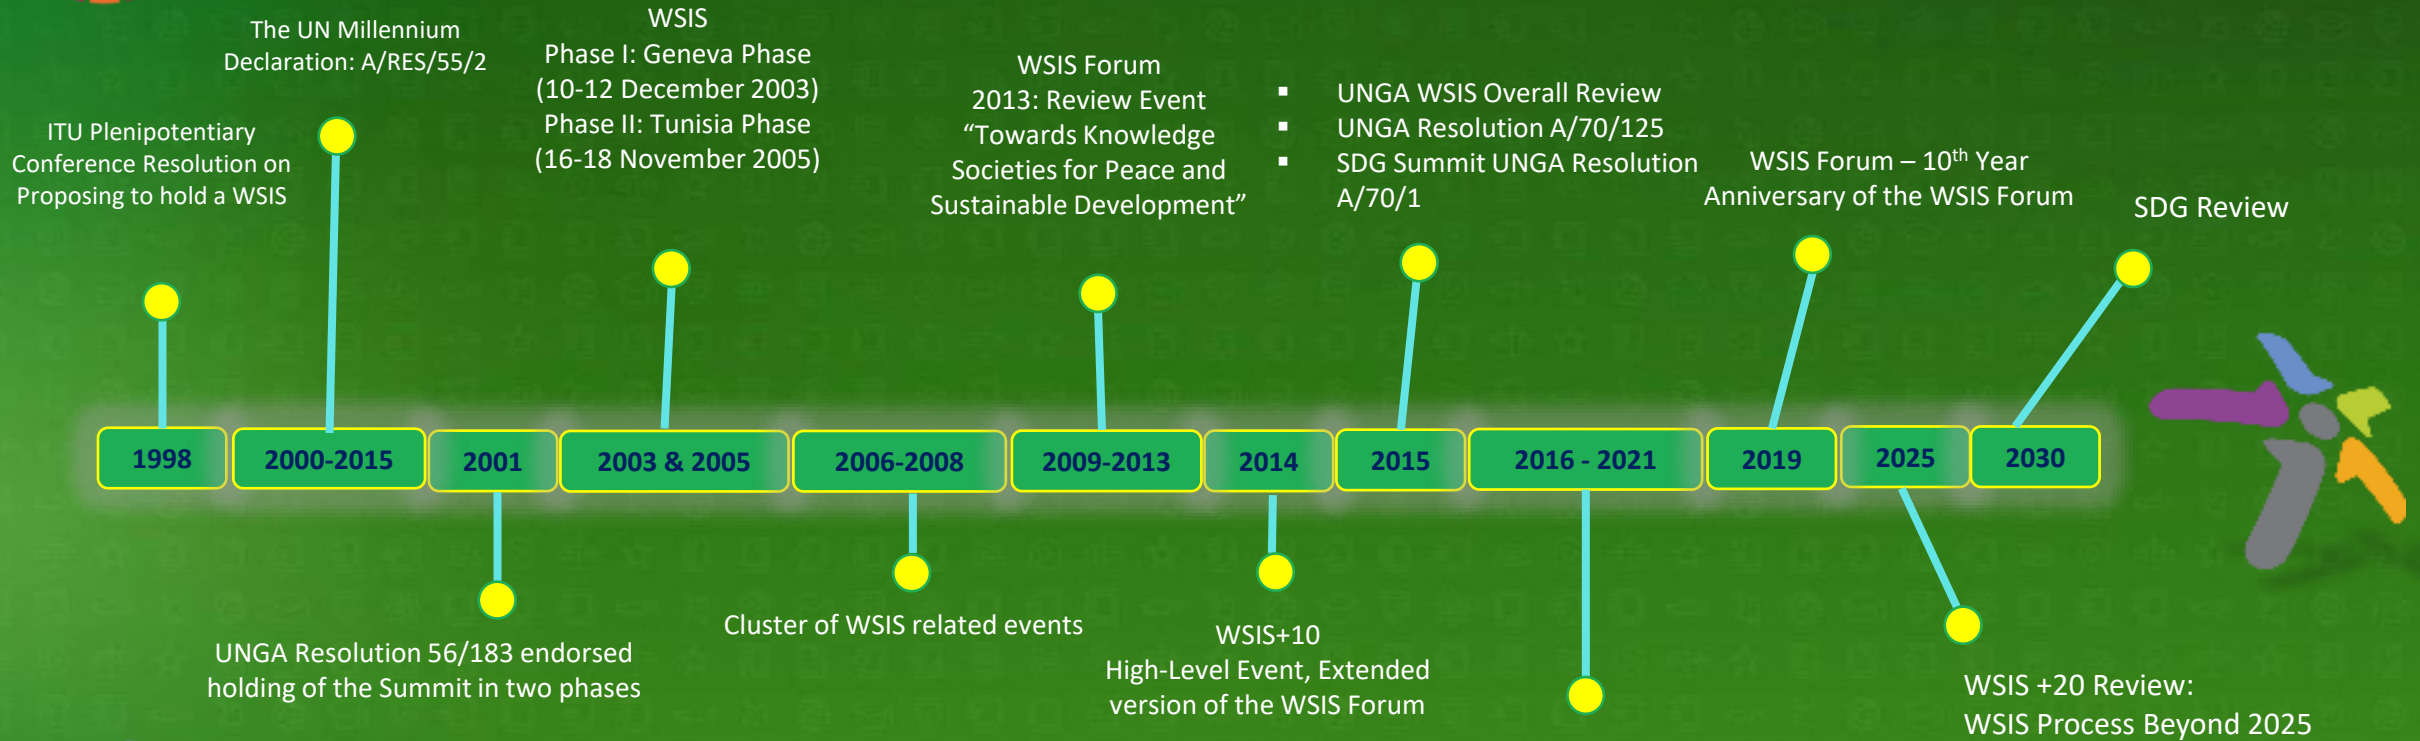 The UN Millennium
Declaration: A/RES/55/2
WSIS
Phase I: Geneva Phase
(10-12 December 2003)
Phase II: Tunisia Phase
(16-18 November 2005)
WSIS Forum
2013: Review Event
“Towards Knowledge
Societies for Peace and
Sustainable Development”
▪ UNGA WSIS Overall Review
▪ UNGA Resolution A/70/125
▪ SDG Summit UNGA Resolution
A/70/1
ITU Plenipotentiary
Conference Resolution on
Proposing to hold a WSIS
WSIS Forum – 10th Year
Anniversary of the WSIS Forum
SDG Review
1998
2000-2015
2001
2003 & 2005
2006-2008
2009-2013
2014
2015
2016 - 2021
2019
2025
2030
UNGA Resolution 56/183 endorsed
holding of the Summit in two phases
Cluster of WSIS related events
WSIS+10
High-Level Event, Extended
version of the WSIS Forum
WSIS +20 Review:
WSIS Process Beyond 2025